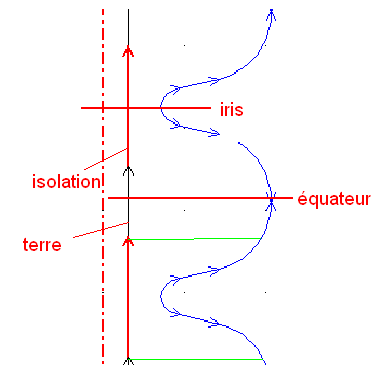 iris
isolation
équateur
terre